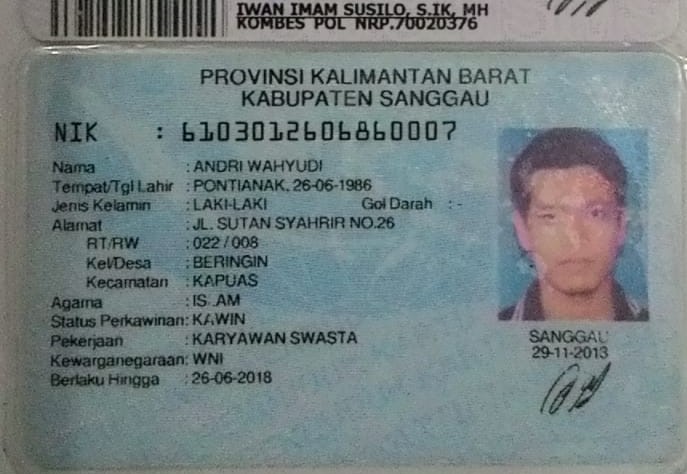 IWAN IMAM SUSILO, S.IK, MH
KOMBES POL NRP.70020376
PROVINSI KALIMANTAN BARAT
KABUPATEN SANGGAU
NIK : 6103012606860007
Nama : ANDRI WAHYUDI
Tempat/Tgl Lahir : PONTIANAK, 26-06-1986
Jenis Kelamin : LAKI-LAKI Gol Darah : -
Alamat : JL. SUTAN SYAHRIR NO.26
RT/RW : 022 / 008
Kel/Desa : BERINGIN
Kecamatan : KAPUAS
Agama : ISLAM
Status Perkawinan: KAWIN
Pekerjaan : KARYAWAN SWASTA
Kewarganegaraan: WNI
Berlaku Hingga : 26-06-2018
SANGGAU
29-11-2013